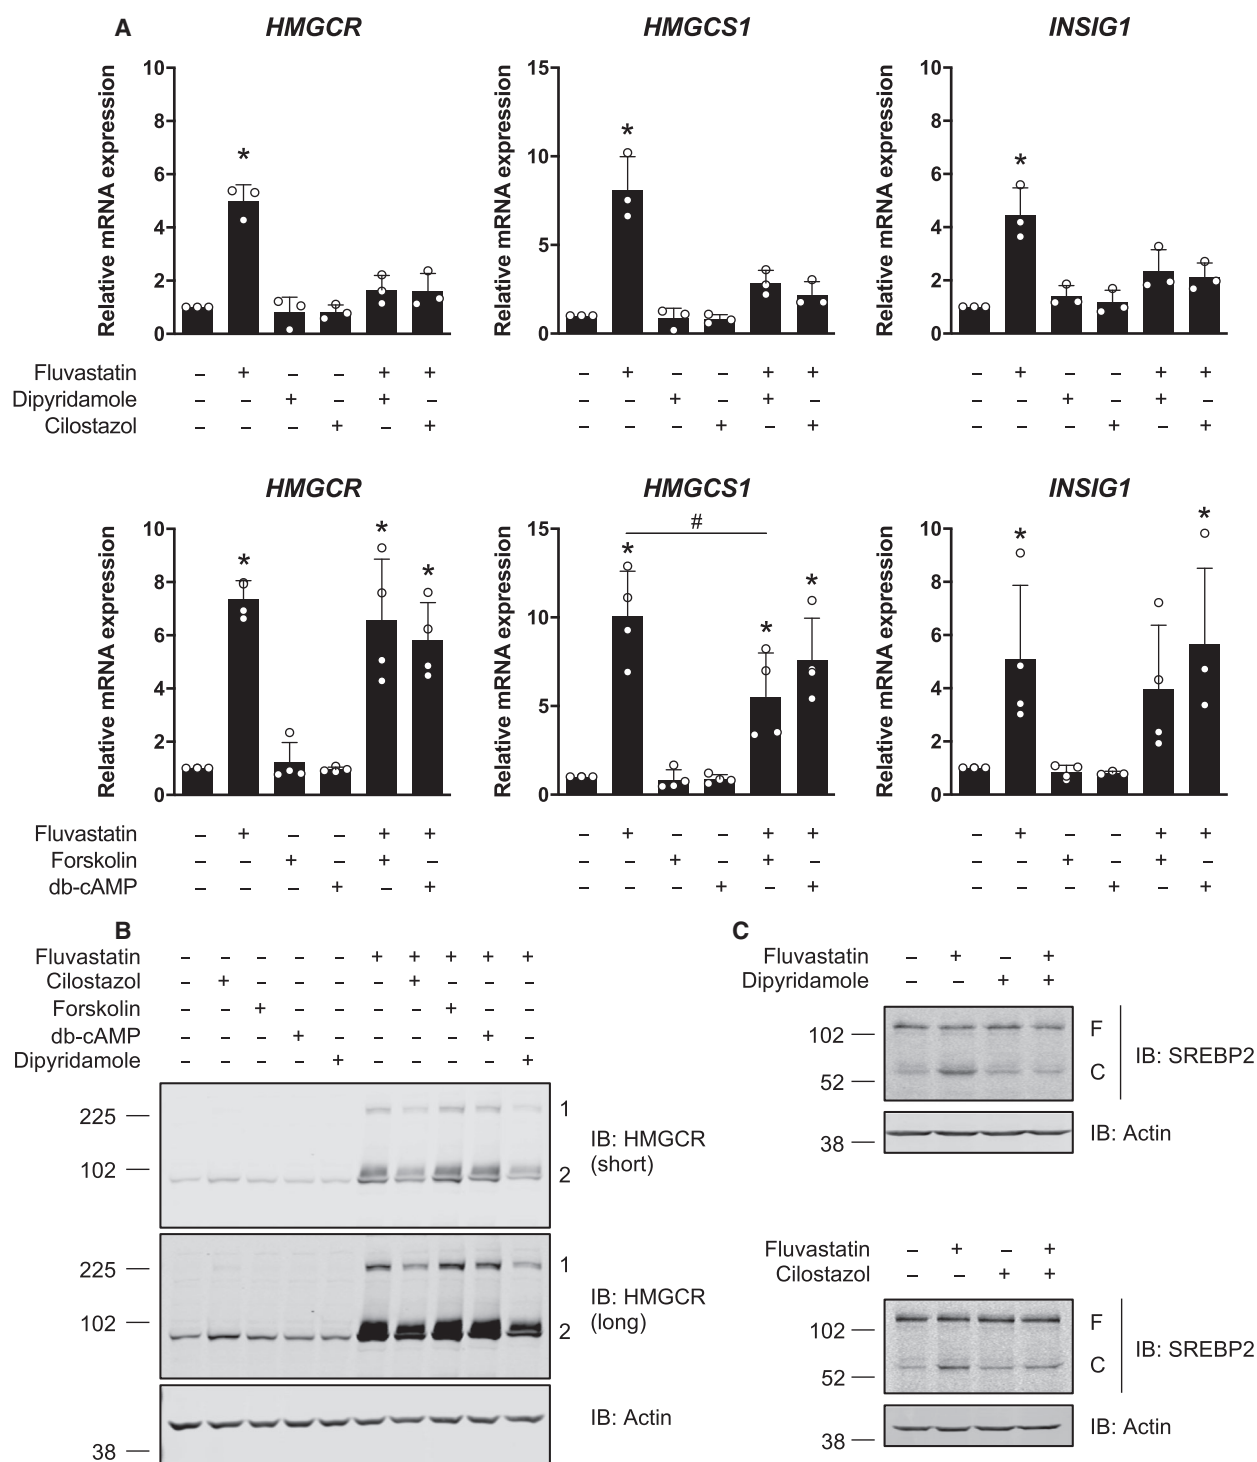 A
HMGCR HMGCS1 INSIG1
Relative mRNA expression
10
8
6
4
2
0
*
Relative mRNA expression
15
10
5
0
*
Relative mRNA expression
10
8
6
4
2
0
*
Fluvastatin – + – – + + – + – – + + – + – – + +
Dipyridamole – – + – + – – – + – + – – – + – + –
Cilostazol – – – + – + – – – + – + – – – + – +
HMGCR HMGCS1 INSIG1
Relative mRNA expression
10
8
6
4
2
0
* * *
Relative mRNA expression
15
10
5
0
#
* * *
Relative mRNA expression
10
8
6
4
2
0
* *
Fluvastatin – + – – + + – + – – + + – + – – + +
Forskolin – – + – + – – – + – + – – – + – + –
db-cAMP – – – + – + – – – + – + – – – + – +
B
Fluvastatin – – – – – + + + + +
Cilostazol – + – – – – + – – –
Forskolin – – + – – – – + – –
db-cAMP – – – + – – – – + –
Dipyridamole – – – – + – – – – +
225
102
1
2
IB: HMGCR
(short)
225
102
1
2
IB: HMGCR
(long)
38
IB: Actin
C
Fluvastatin – + – +
Dipyridamole – – + +
102
52
F
C
IB: SREBP2
38
IB: Actin
Fluvastatin – + – +
Cilostazol – – + +
102
52
F
C
IB: SREBP2
38
IB: Actin